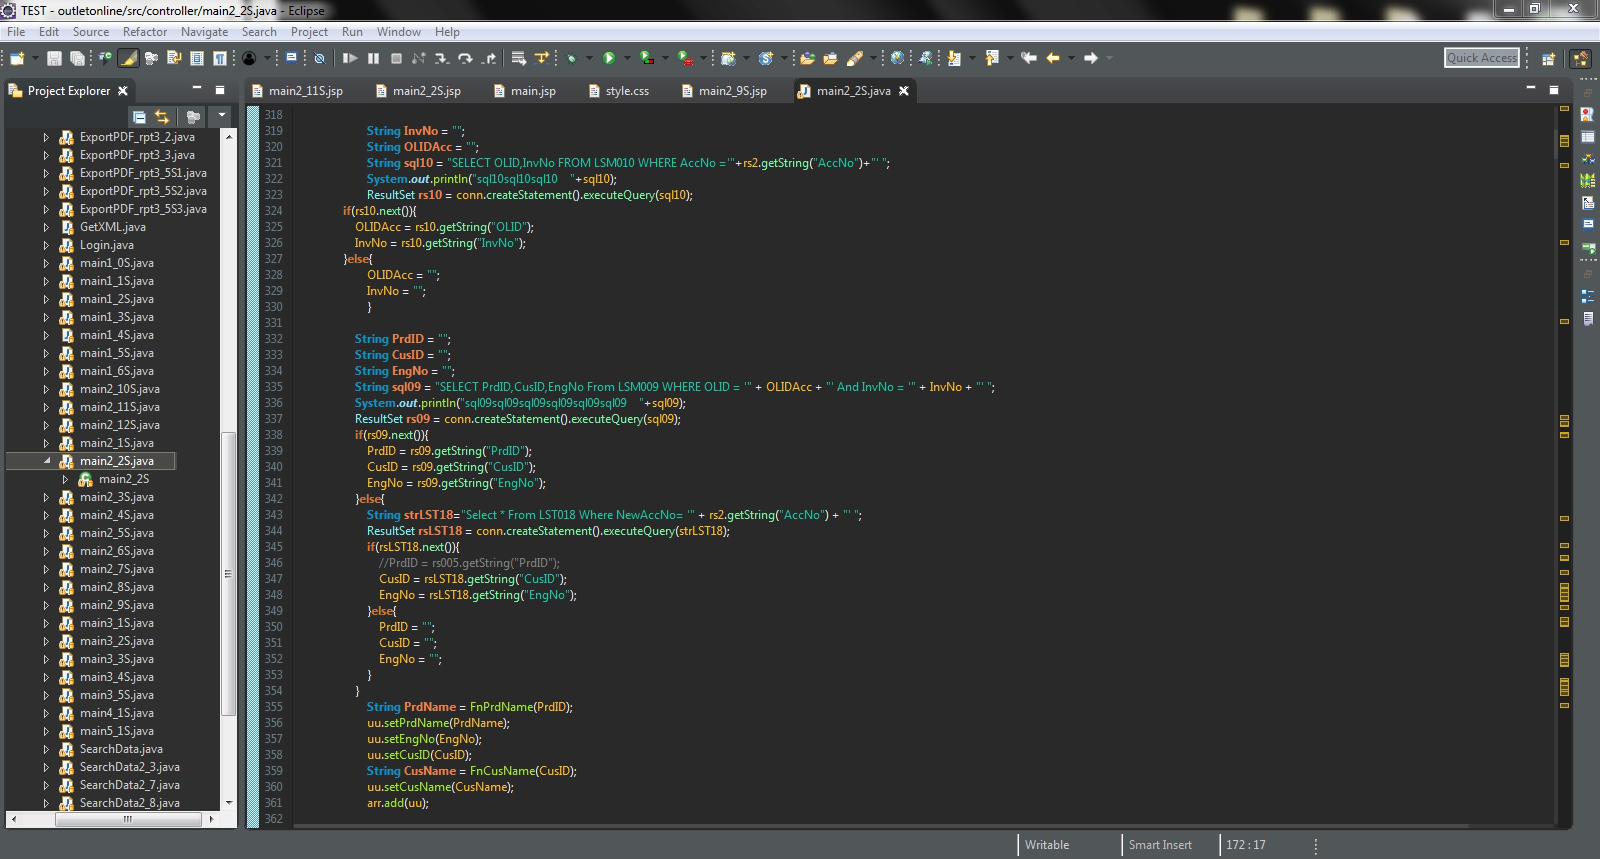 TEST - outletonline/src/controller/main2_2S.java - Eclipse
File Edit Source Refactor Navigate Search Project Run Window Help
Quick Access
Project Explorer
main2_11S.jsp main2_2S.jsp main.jsp style.css main2_9S.jsp main2_2S.java
ExportPDF_rpt3_2.java
ExportPDF_rpt3_3.java
ExportPDF_rpt3_5S1.java
ExportPDF_rpt3_5S2.java
ExportPDF_rpt3_5S3.java
GetXML.java
Login.java
main1_0S.java
main1_1S.java
main1_2S.java
main1_3S.java
main1_4S.java
main1_5S.java
main1_6S.java
main2_10S.java
main2_11S.java
main2_12S.java
main2_1S.java
main2_2S.java
main2_2S
main2_3S.java
main2_4S.java
main2_5S.java
main2_6S.java
main2_7S.java
main2_8S.java
main2_9S.java
main3_1S.java
main3_2S.java
main3_3S.java
main3_4S.java
main3_5S.java
main4_1S.java
main5_1S.java
SearchData.java
SearchData2_3.java
SearchData2_7.java
SearchData2_8.java
318
319 String InvNo = "";
320 String OLIDAcc = "";
321 String sql10 = "SELECT OLID,InvNo FROM LSM010 WHERE AccNo ='"+rs2.getString("AccNo")+"' ";
322 System.out.println("sql10sql10sql10 "+sql10);
323 ResultSet rs10 = conn.createStatement().executeQuery(sql10);
324 if(rs10.next()){
325 OLIDAcc = rs10.getString("OLID");
326 InvNo = rs10.getString("InvNo");
327 }else{
328 OLIDAcc = "";
329 InvNo = "";
330 }
331
332 String PrdID = "";
333 String CusID = "";
334 String EngNo = "";
335 String sql09 = "SELECT PrdID,CusID,EngNo From LSM009 WHERE OLID = '" + OLIDAcc + "' And InvNo = '" + InvNo + "' ";
336 System.out.println("sql09sql09sql09sql09sql09sql09 "+sql09);
337 ResultSet rs09 = conn.createStatement().executeQuery(sql09);
338 if(rs09.next()){
339 PrdID = rs09.getString("PrdID");
340 CusID = rs09.getString("CusID");
341 EngNo = rs09.getString("EngNo");
342 }else{
343 String strLST18="Select * From LST018 Where NewAccNo= '" + rs2.getString("AccNo") + "' ";
344 ResultSet rsLST18 = conn.createStatement().executeQuery(strLST18);
345 if(rsLST18.next()){
346 //PrdID = rs005.getString("PrdID");
347 CusID = rsLST18.getString("CusID");
348 EngNo = rsLST18.getString("EngNo");
349 }else{
350 PrdID = "";
351 CusID = "";
352 EngNo = "";
353 }
354 }
355 String PrdName = FnPrdName(PrdID);
356 uu.setPrdName(PrdName);
357 uu.setEngNo(EngNo);
358 uu.setCusID(CusID);
359 String CusName = FnCusName(CusID);
360 uu.setCusName(CusName);
361 arr.add(uu);
362
Writable Smart Insert 172 : 17